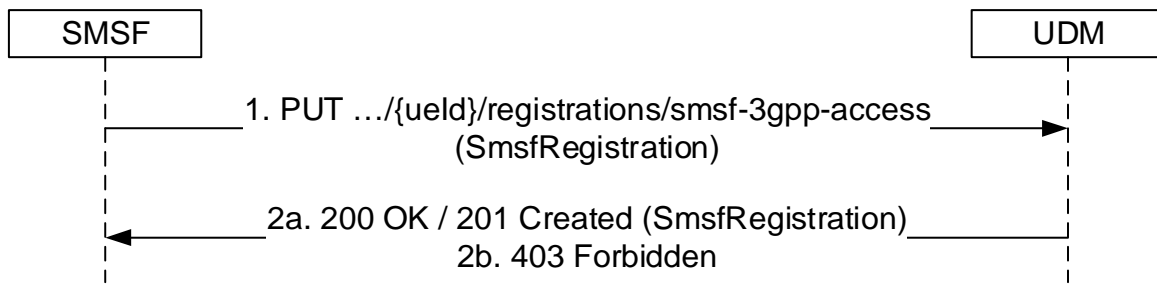 SMSF
UDM
1. PUT …/{ueId}/registrations/smsf-3gpp-access
(SmsfRegistration)
2a. 200 OK / 201 Created (SmsfRegistration)
2b. 403 Forbidden